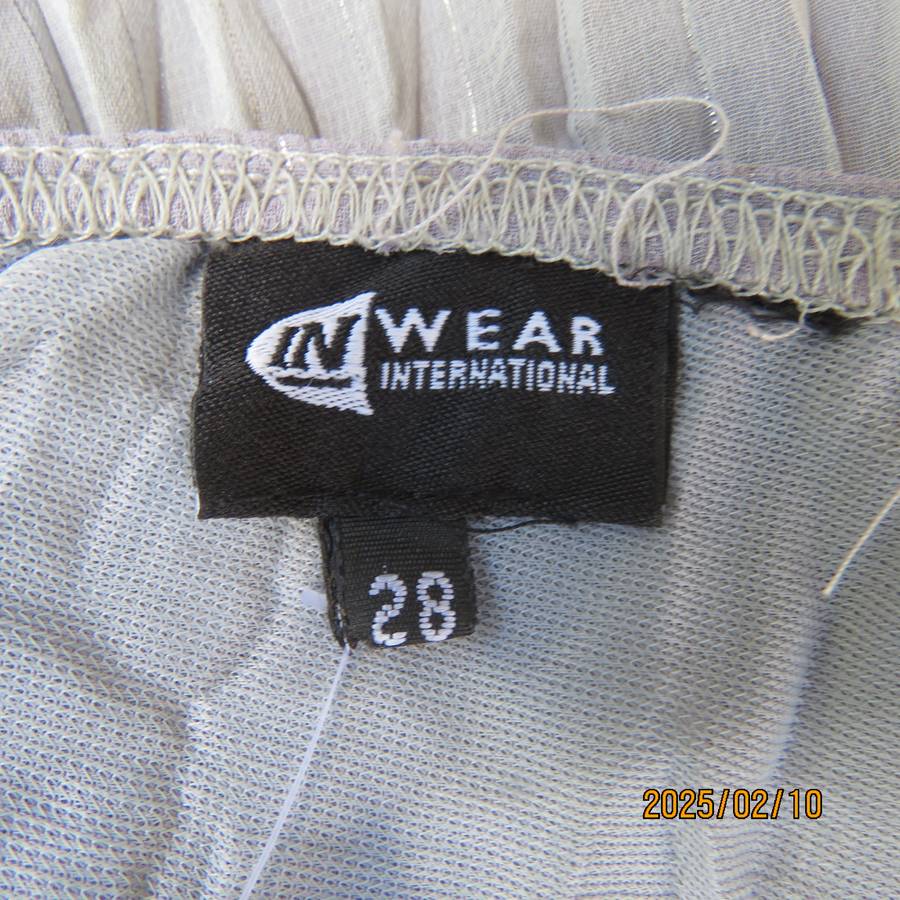 IN WEAR
INTERNATIONAL
28
2025/02/10